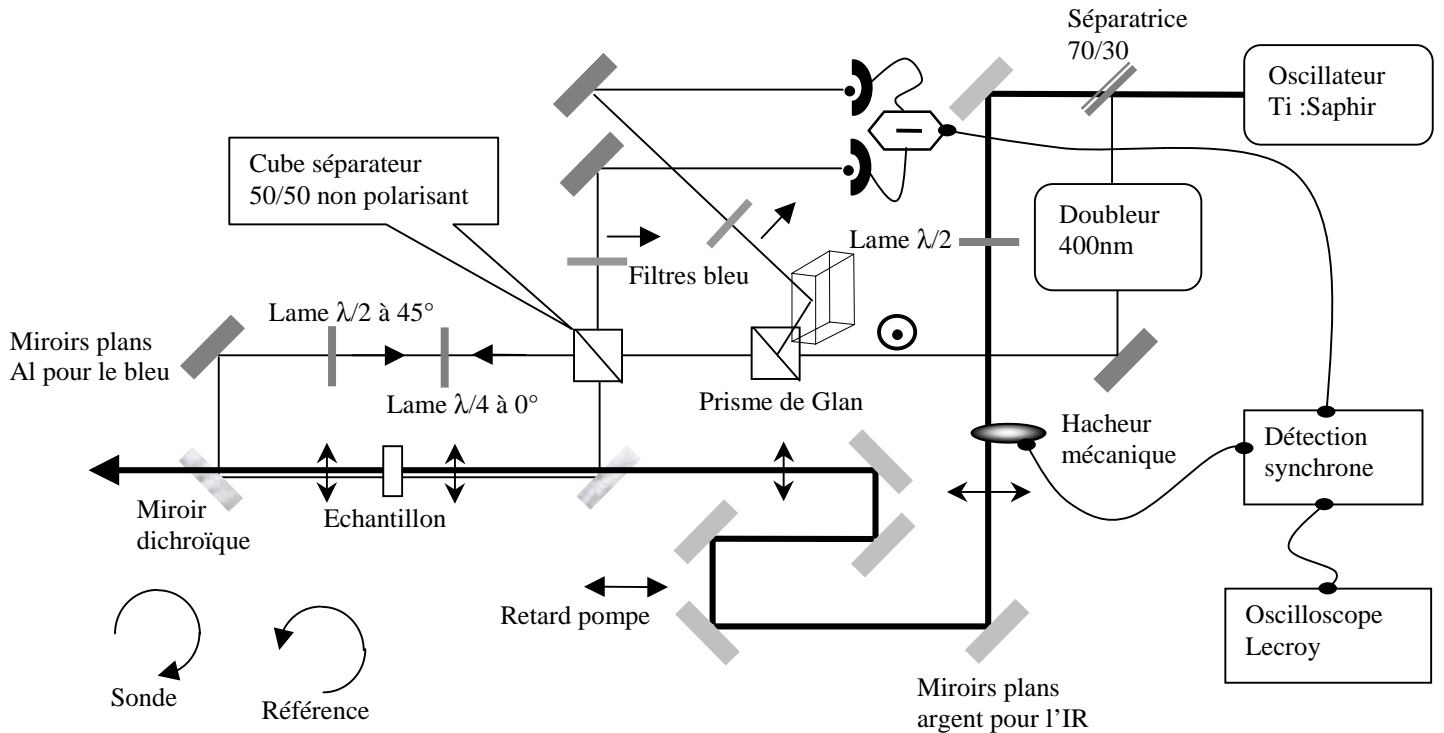 Séparatrice
70/30
Oscillateur
Ti :Saphir
Cube séparateur
50/50 non polarisant
Doubleur
400nm
Lame λ/2
Filtres bleu
Lame λ/2 à 45°
Miroirs plans
Al pour le bleu
Lame λ/4 à 0°
Prisme de Glan
Hacheur
mécanique
Détection
synchrone
Miroir
dichroïque
Echantillon
Retard pompe
Oscilloscope
Lecroy
Sonde
Référence
Miroirs plans
argent pour l'IR